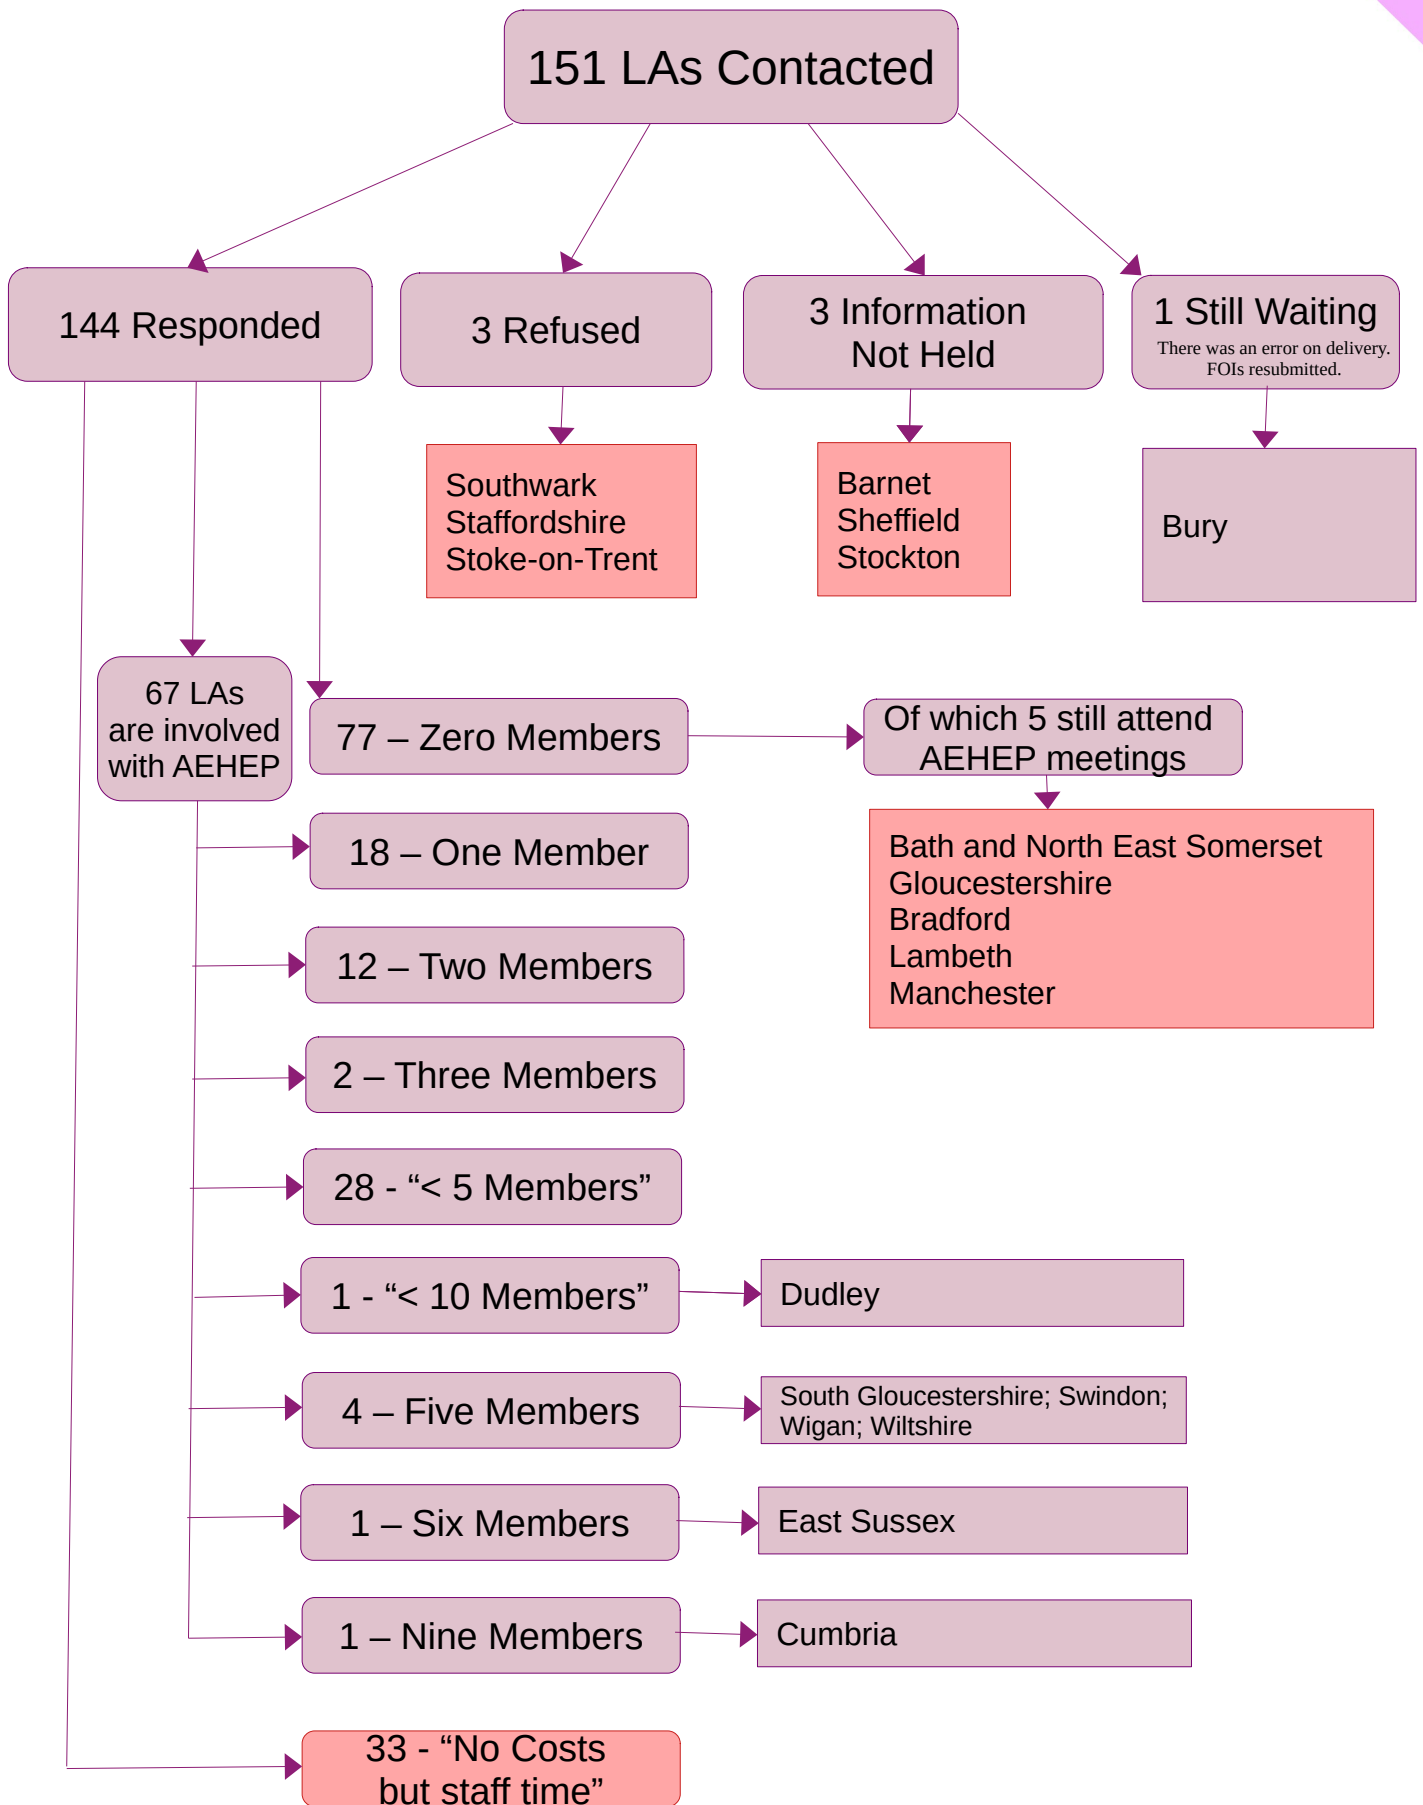 151 LAs Contacted
144 Responded
3 Refused
3 Information
Not Held
1 Still Waiting
There was an error on delivery.
FOIs resubmitted.
Southwark
Staffordshire
Stoke-on-Trent
Barnet
Sheffield
Stockton
Bury
67 LAs
are involved
with AEHEP
77 – Zero Members
Of which 5 still attend
AEHEP meetings
Bath and North East Somerset
Gloucestershire
Bradford
Lambeth
Manchester
18 – One Member
12 – Two Members
2 – Three Members
28 - “< 5 Members”
1 - “< 10 Members”
Dudley
4 – Five Members
South Gloucestershire; Swindon;
Wigan; Wiltshire
1 – Six Members
East Sussex
1 – Nine Members
Cumbria
33 - “No Costs
but staff time”